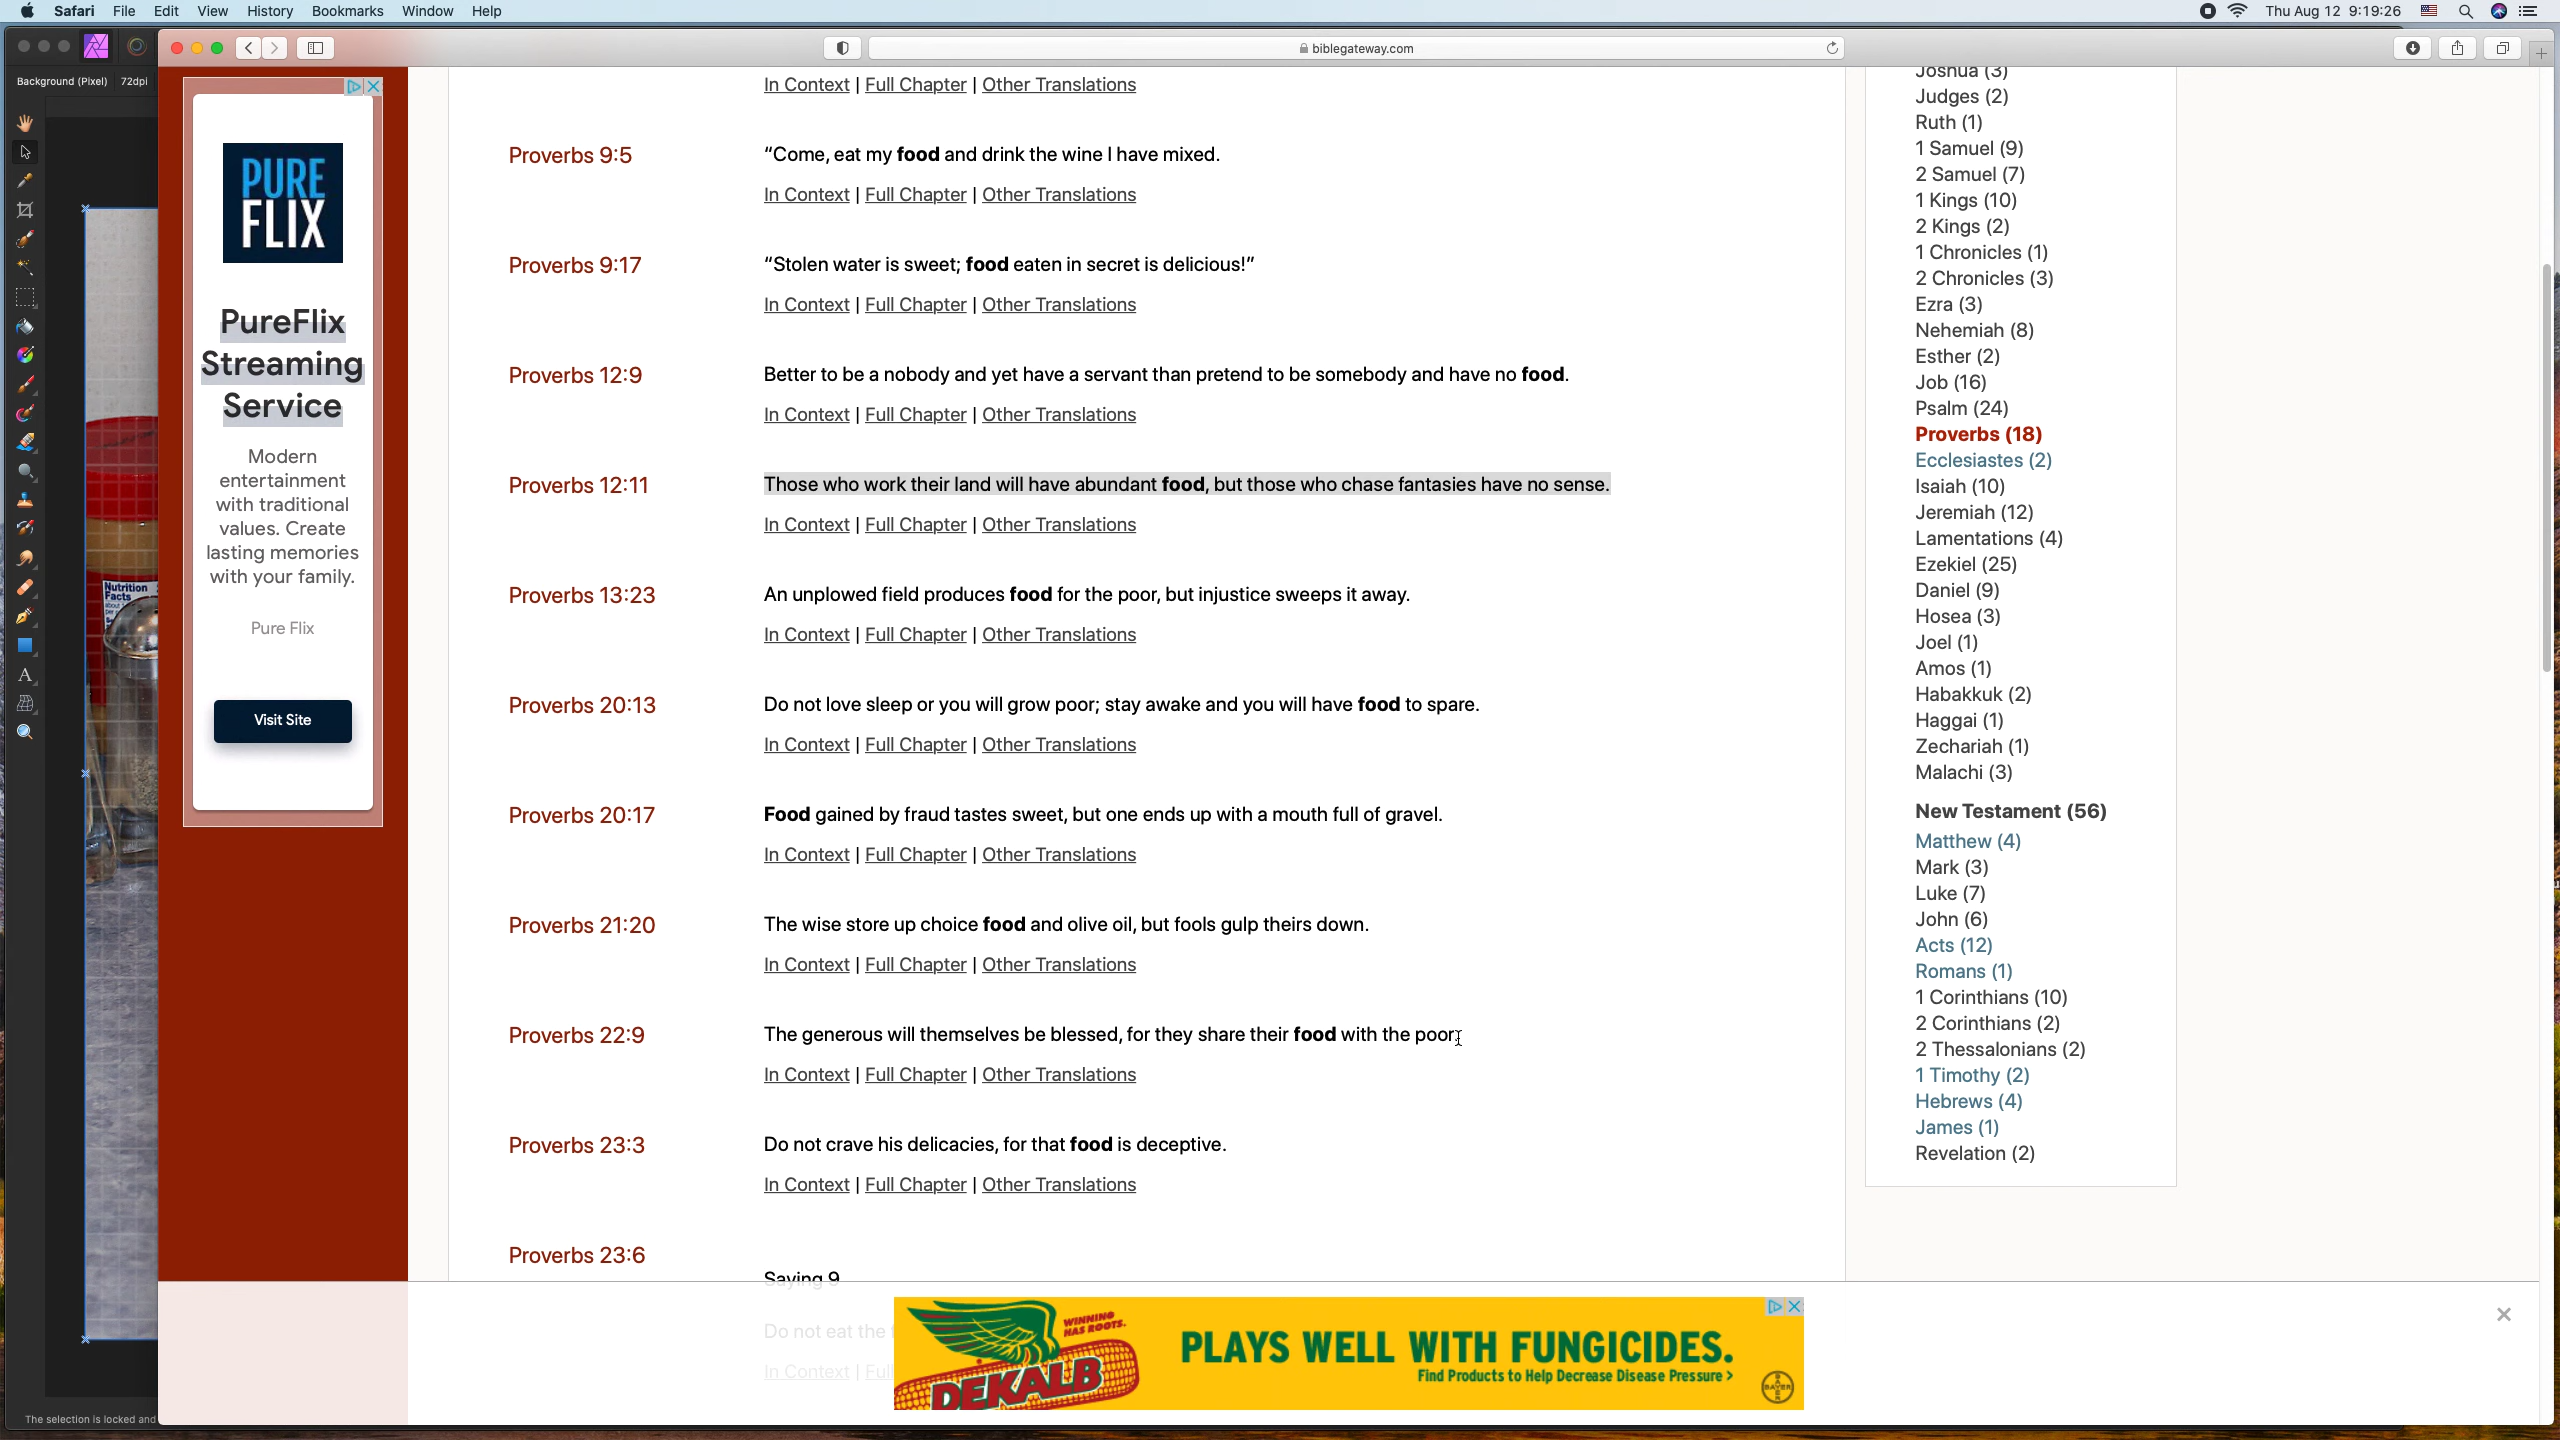 Safari File Edit View History Bookmarks Window Help
Thu Aug 12 9:19:26
Background (Pixel) 72dpi
biblegateway.com
PURE
FLIX
PureFlix
Streaming
Service
Modern
entertainment
with traditional
values. Create
lasting memories
with your family.
Pure Flix
Visit Site
Nutrition
Facts
A
The selection is locked and
In Context | Full Chapter | Other Translations
Proverbs 9:5
“Come, eat my food and drink the wine I have mixed.
In Context | Full Chapter | Other Translations
Proverbs 9:17
“Stolen water is sweet; food eaten in secret is delicious!”
In Context | Full Chapter | Other Translations
Proverbs 12:9
Better to be a nobody and yet have a servant than pretend to be somebody and have no food.
In Context | Full Chapter | Other Translations
Proverbs 12:11
Those who work their land will have abundant food, but those who chase fantasies have no sense.
In Context | Full Chapter | Other Translations
Proverbs 13:23
An unplowed field produces food for the poor, but injustice sweeps it away.
In Context | Full Chapter | Other Translations
Proverbs 20:13
Do not love sleep or you will grow poor; stay awake and you will have food to spare.
In Context | Full Chapter | Other Translations
Proverbs 20:17
Food gained by fraud tastes sweet, but one ends up with a mouth full of gravel.
In Context | Full Chapter | Other Translations
Proverbs 21:20
The wise store up choice food and olive oil, but fools gulp theirs down.
In Context | Full Chapter | Other Translations
Proverbs 22:9
The generous will themselves be blessed, for they share their food with the poor.
In Context | Full Chapter | Other Translations
Proverbs 23:3
Do not crave his delicacies, for that food is deceptive.
In Context | Full Chapter | Other Translations
Proverbs 23:6
Saying 9
Do not eat the
In Context | Full
Joshua (3)
Judges (2)
Ruth (1)
1 Samuel (9)
2 Samuel (7)
1 Kings (10)
2 Kings (2)
1 Chronicles (1)
2 Chronicles (3)
Ezra (3)
Nehemiah (8)
Esther (2)
Job (16)
Psalm (24)
Proverbs (18)
Ecclesiastes (2)
Isaiah (10)
Jeremiah (12)
Lamentations (4)
Ezekiel (25)
Daniel (9)
Hosea (3)
Joel (1)
Amos (1)
Habakkuk (2)
Haggai (1)
Zechariah (1)
Malachi (3)
New Testament (56)
Matthew (4)
Mark (3)
Luke (7)
John (6)
Acts (12)
Romans (1)
1 Corinthians (10)
2 Corinthians (2)
2 Thessalonians (2)
1 Timothy (2)
Hebrews (4)
James (1)
Revelation (2)
WINNING
HAS ROOTS.
DEKALB
PLAYS WELL WITH FUNGICIDES.
Find Products to Help Decrease Disease Pressure >
BAYER